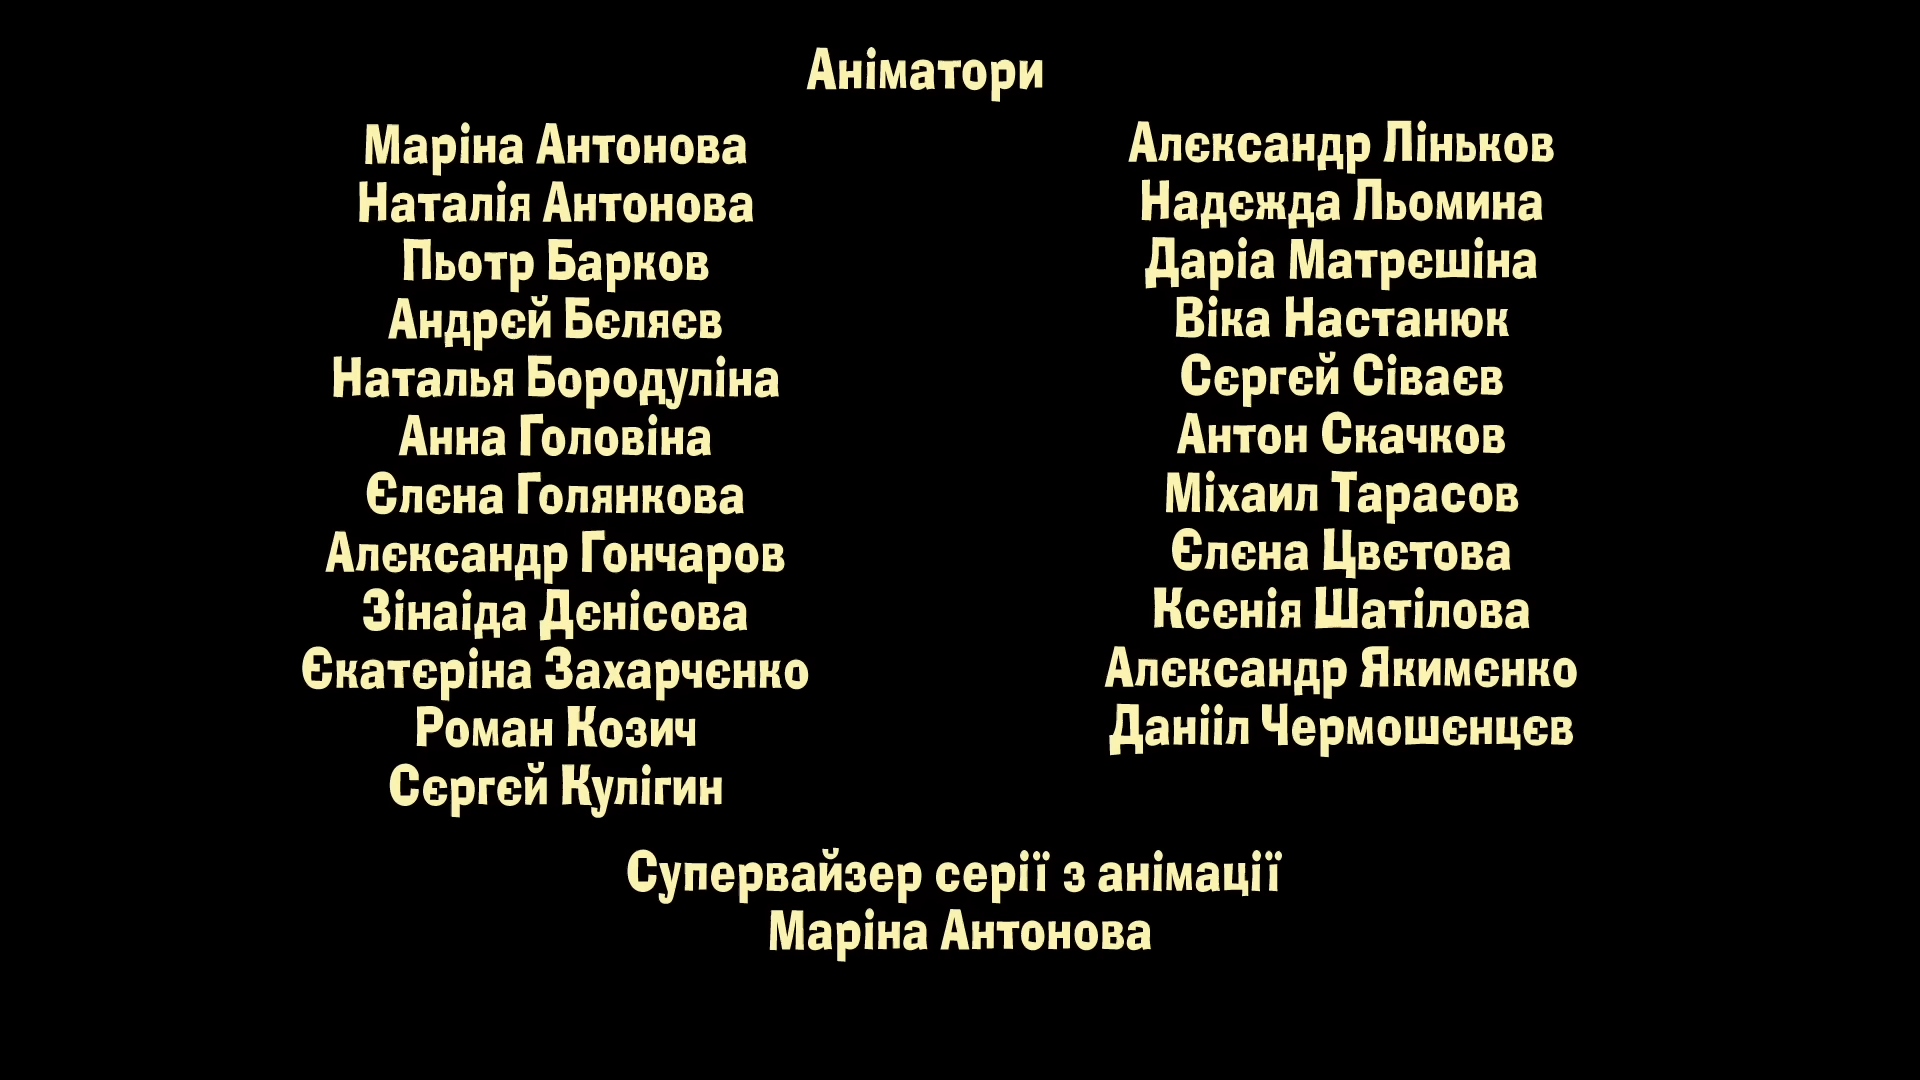 Аніматори
Маріна Антонова
Наталія Антонова
Пьотр Барков
Андрєй Бєляєв
Наталья Бородуліна
Анна Головіна
Єлєна Голянкова
Алєксандр Гончаров
Зінаіда Дєнісова
Єкатєріна Захарчєнко
Роман Козич
Сєргєй Кулігин
Алєксандр Ліньков
Надєжда Льомина
Даріа Матрєшіна
Віка Настанюк
Сєргєй Сіваєв
Антон Скачков
Міхаил Тарасов
Єлєна Цвєтова
Ксєнія Шатілова
Алєксандр Якимєнко
Данііл Чермошєнцєв
Супервайзер серії з анімації
Маріна Антонова